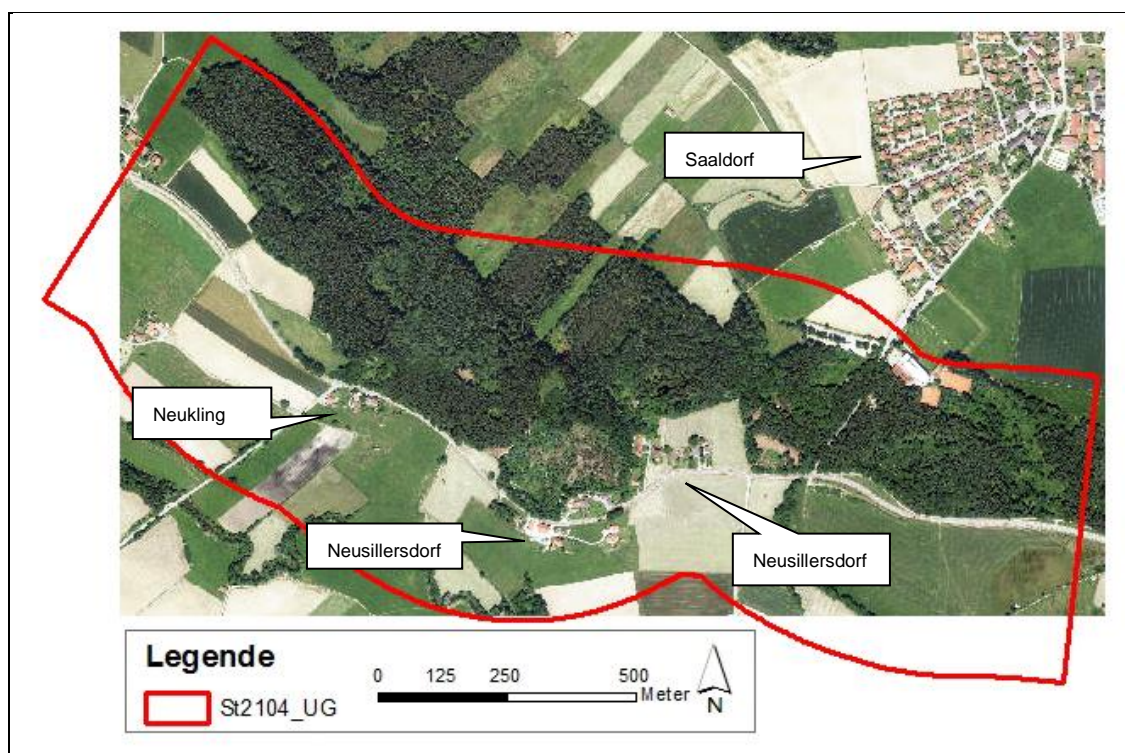 Saaldorf
Neukling
Neusillersdorf
Neusillersdorf
Legende
St2104_UG
0 125 250 500
Meter
N